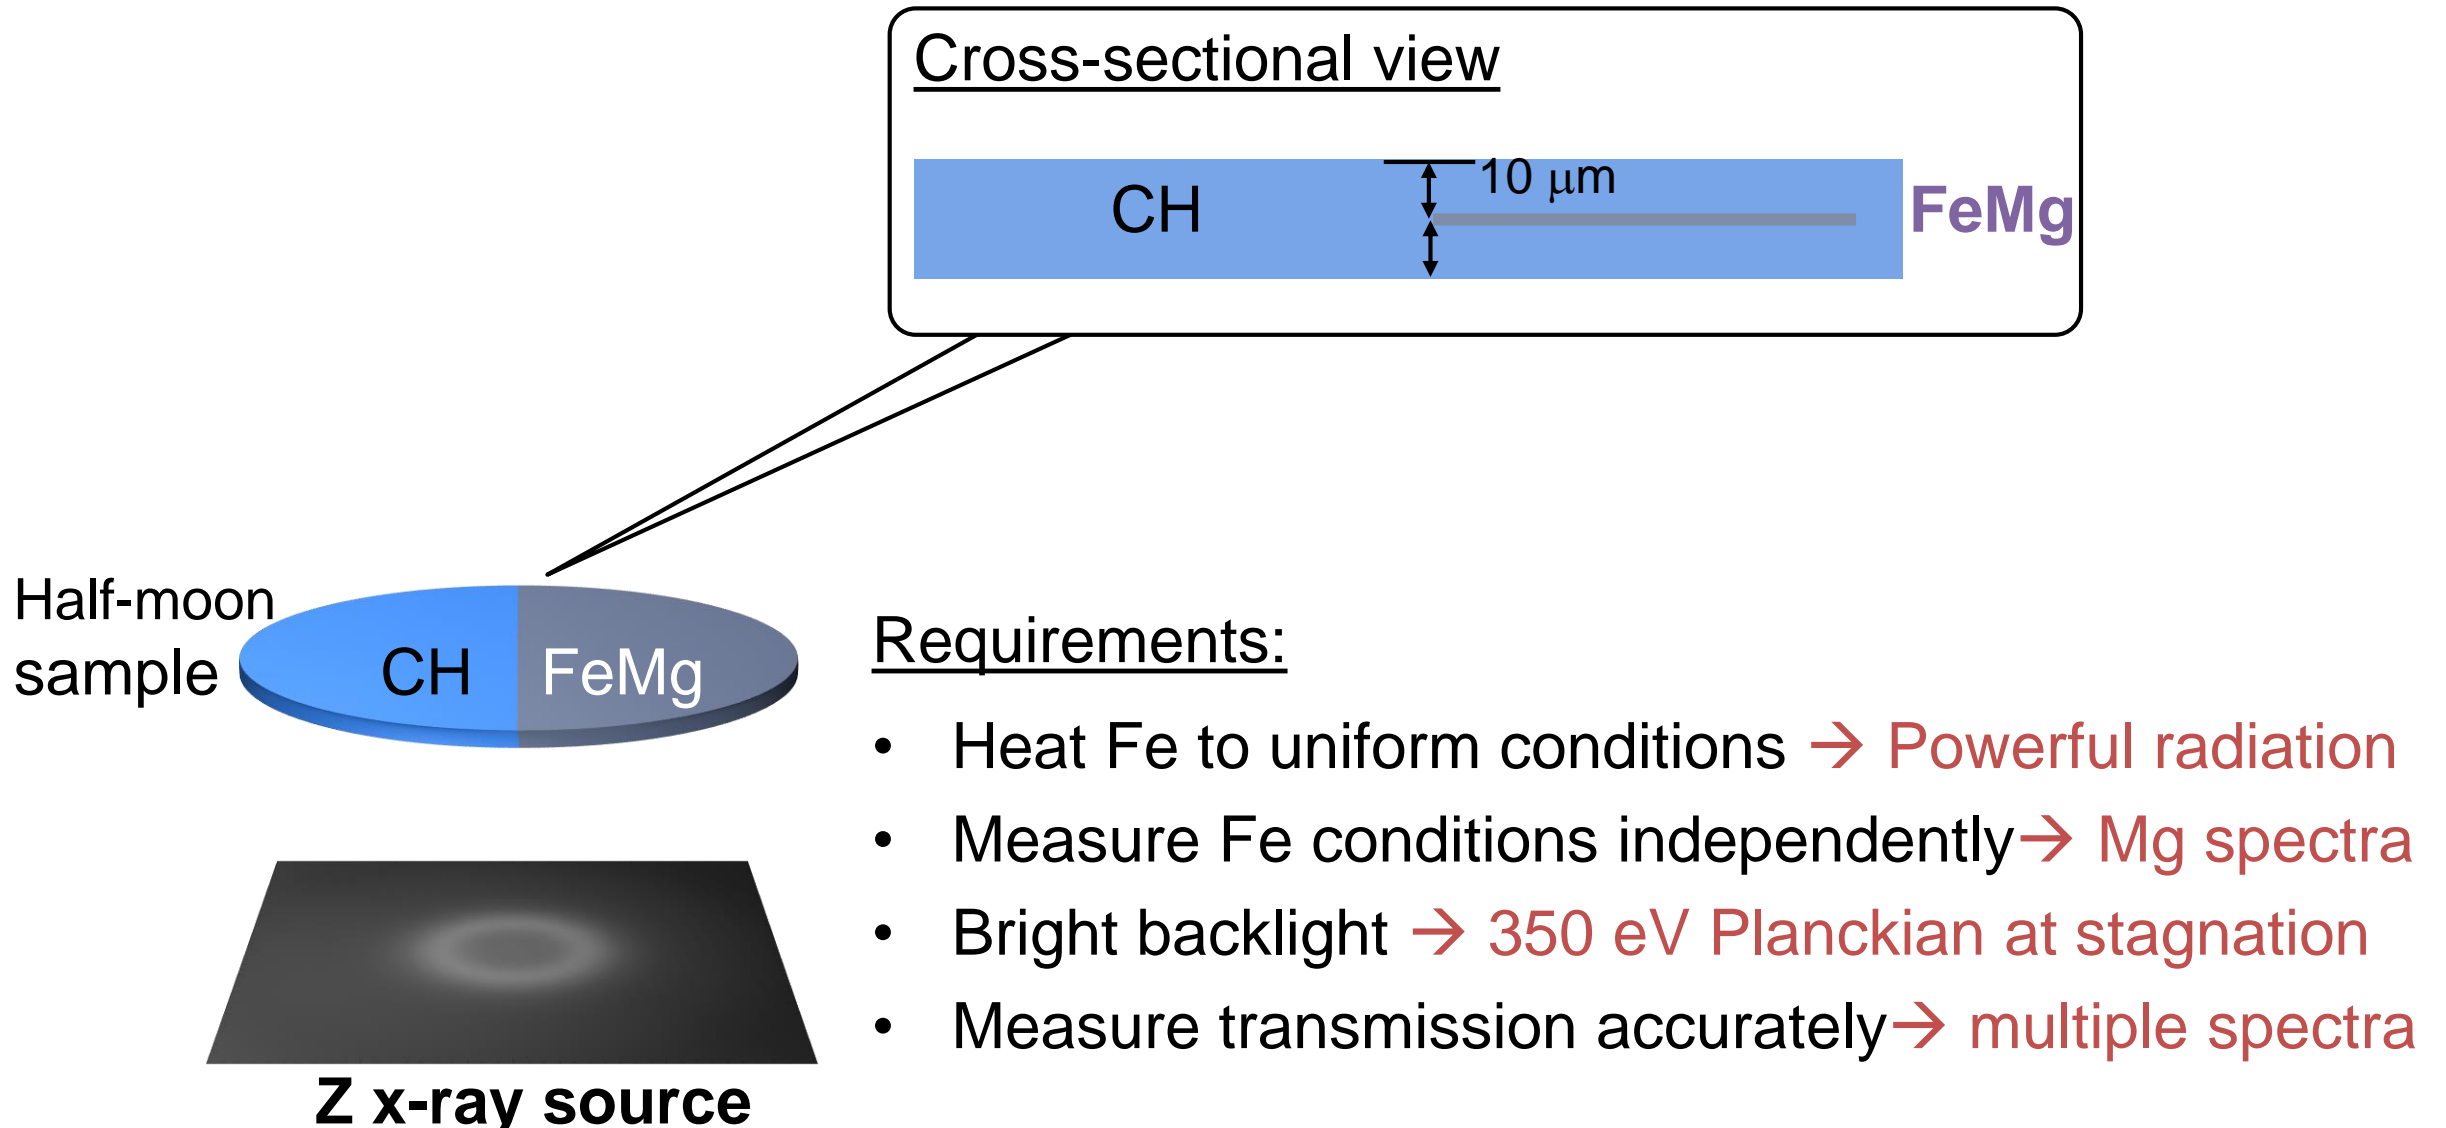 Cross-sectional view
10 μm
CH
FeMg
Half-moon
sample
CH FeMg
Requirements:
• Heat Fe to uniform conditions → Powerful radiation
• Measure Fe conditions independently→ Mg spectra
• Bright backlight → 350 eV Planckian at stagnation
• Measure transmission accurately→ multiple spectra
Z x-ray source